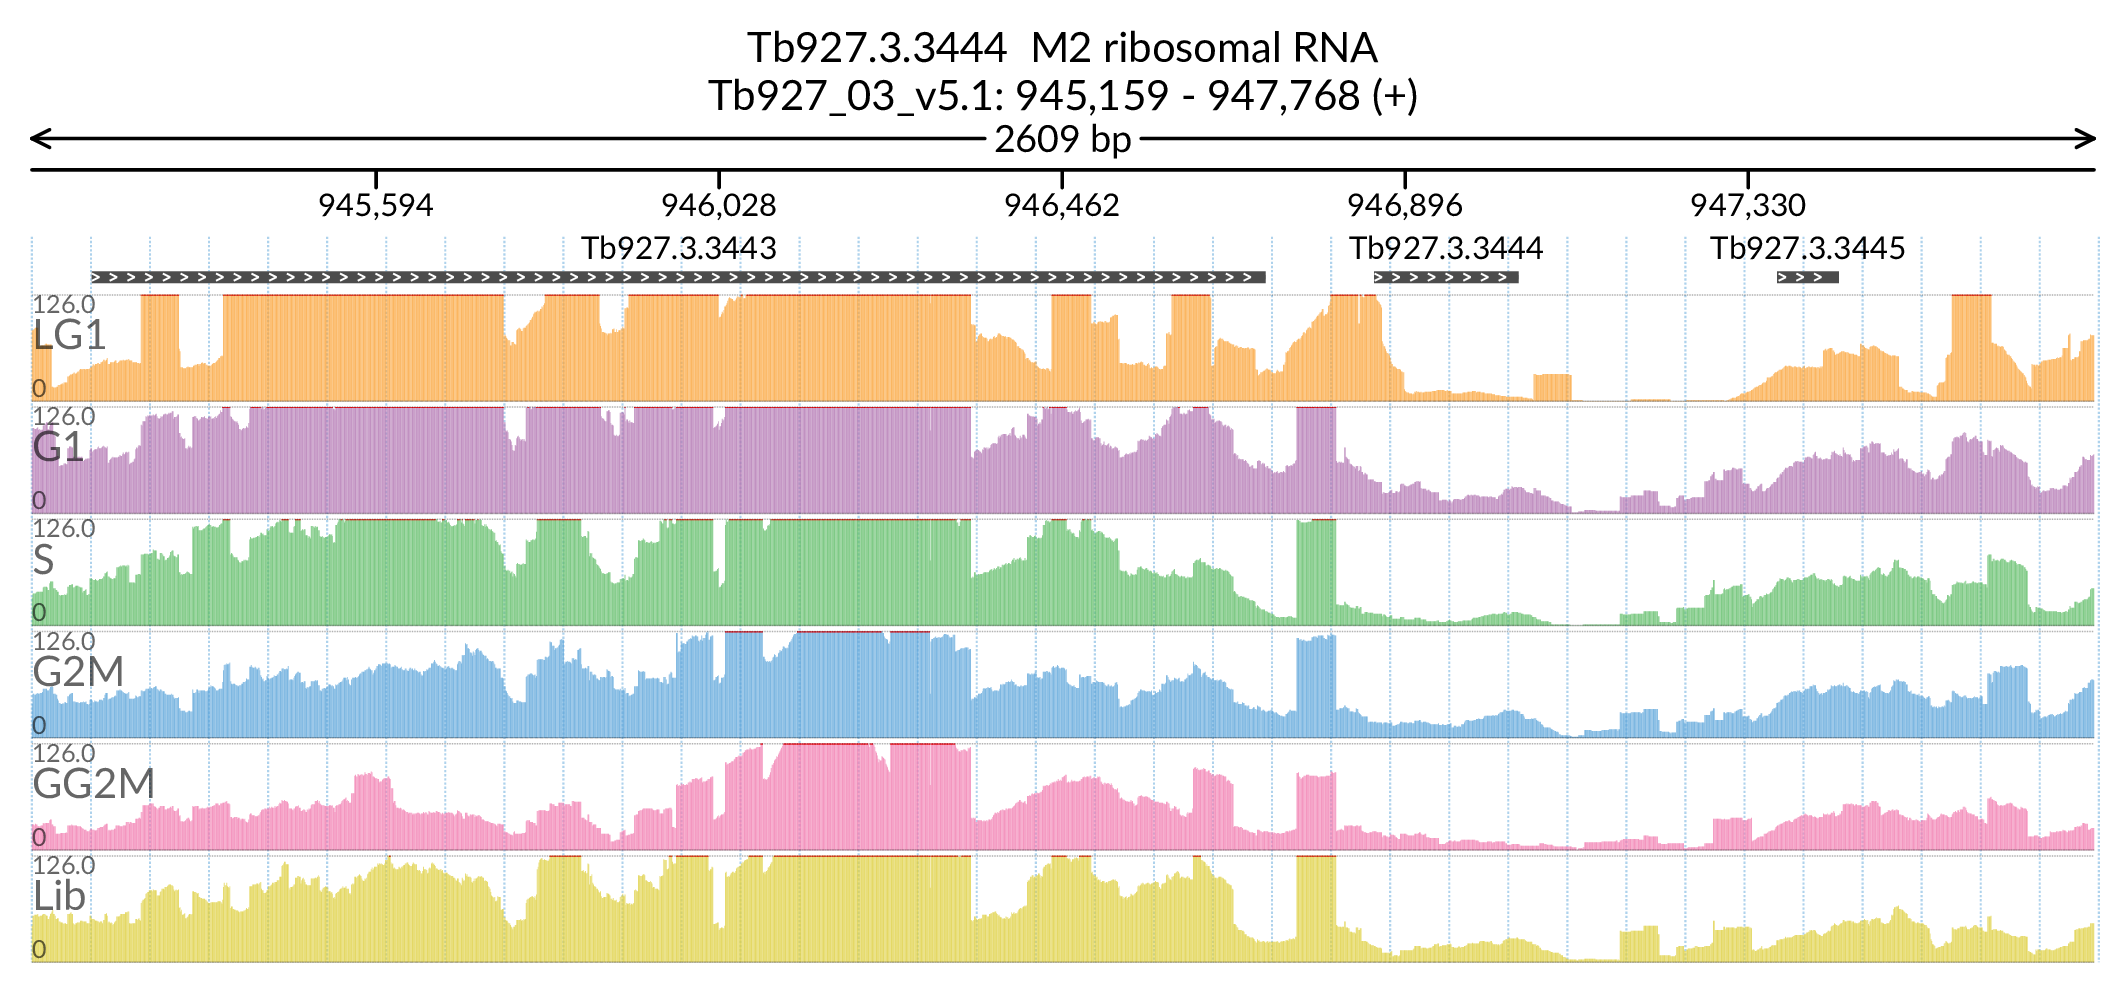 Tb927.3.3444  M2 ribosomal RNA
Tb927_03_v5.1: 945,159 - 947,768 (+)
2609 bp
945,594 946,028 946,462 946,896 947,330
Tb927.3.3443 Tb927.3.3444 Tb927.3.3445
126.0
LG1
0
126.0
G1
0
126.0
S
0
126.0
G2M
0
126.0
GG2M
0
126.0
Lib
0